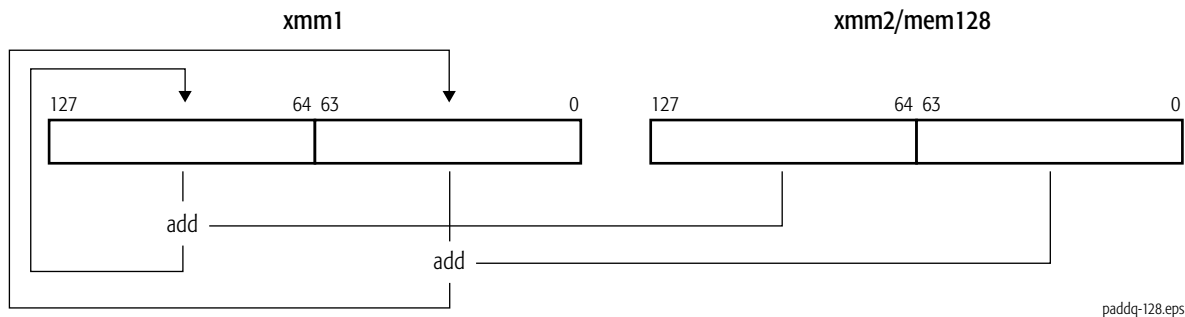 xmm1 xmm2/mem128
127 64 63 0 127 64 63 0
add
add
paddq-128.eps